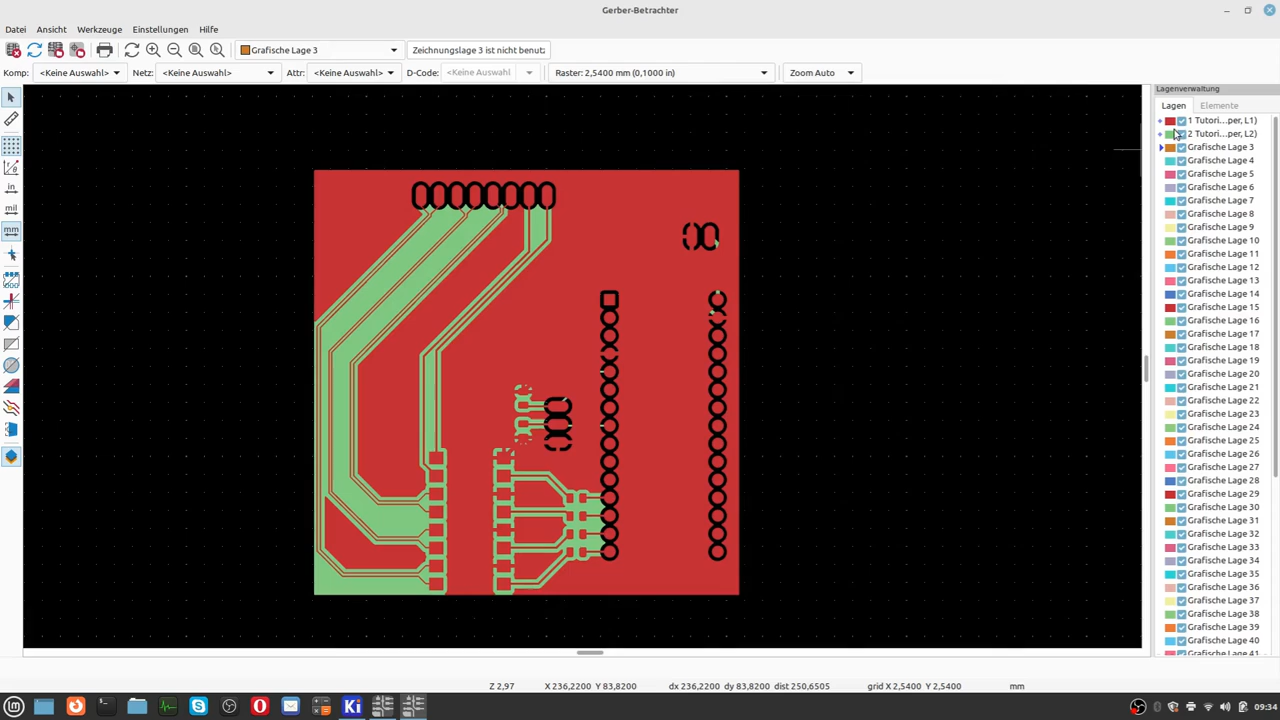 Gerber-Betrachter
Datei Ansicht Werkzeuge Einstellungen Hilfe
Grafische Lage 3 Zeichnungslage 3 ist nicht benut:
Komp: <Keine Auswahl> Netz: <Keine Auswahl> Attr: <Keine Auswahl> D-Code: <Keine Auswahl Raster: 2,5400 mm (0,1000 in) Zoom Auto
Lagenverwaltung
Lagen Elemente
1 Tutori...per, L1)
2 Tutori...per, L2)
Grafische Lage 3
Grafische Lage 4
Grafische Lage 5
Grafische Lage 6
Grafische Lage 7
Grafische Lage 8
Grafische Lage 9
Grafische Lage 10
Grafische Lage 11
Grafische Lage 12
Grafische Lage 13
Grafische Lage 14
Grafische Lage 15
Grafische Lage 16
Grafische Lage 17
Grafische Lage 18
Grafische Lage 19
Grafische Lage 20
Grafische Lage 21
Grafische Lage 22
Grafische Lage 23
Grafische Lage 24
Grafische Lage 25
Grafische Lage 26
Grafische Lage 27
Grafische Lage 28
Grafische Lage 29
Grafische Lage 30
Grafische Lage 31
Grafische Lage 32
Grafische Lage 33
Grafische Lage 34
Grafische Lage 35
Grafische Lage 36
Grafische Lage 37
Grafische Lage 38
Grafische Lage 39
Grafische Lage 40
Grafische Lage 41
in
mil
mm
Z 2,97 X 236,2200 Y 83,8200 dx 236,2200 dy 83,8200 dist 250,6505 grid X 2,5400 Y 2,5400 mm
Ki
09:34